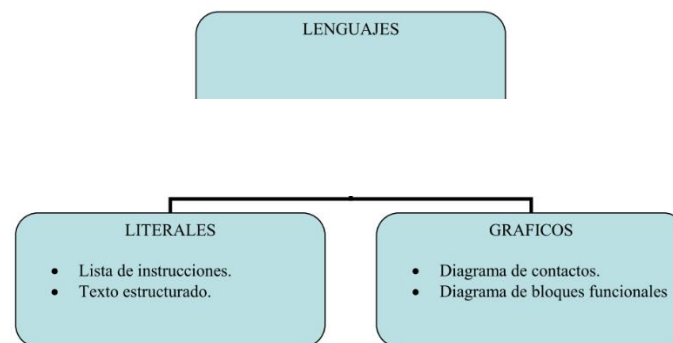 LENGUAJES
LITERALES
• Lista de instrucciones.
• Texto estructurado.
GRAFICOS
• Diagrama de contactos.
• Diagrama de bloques funcionales